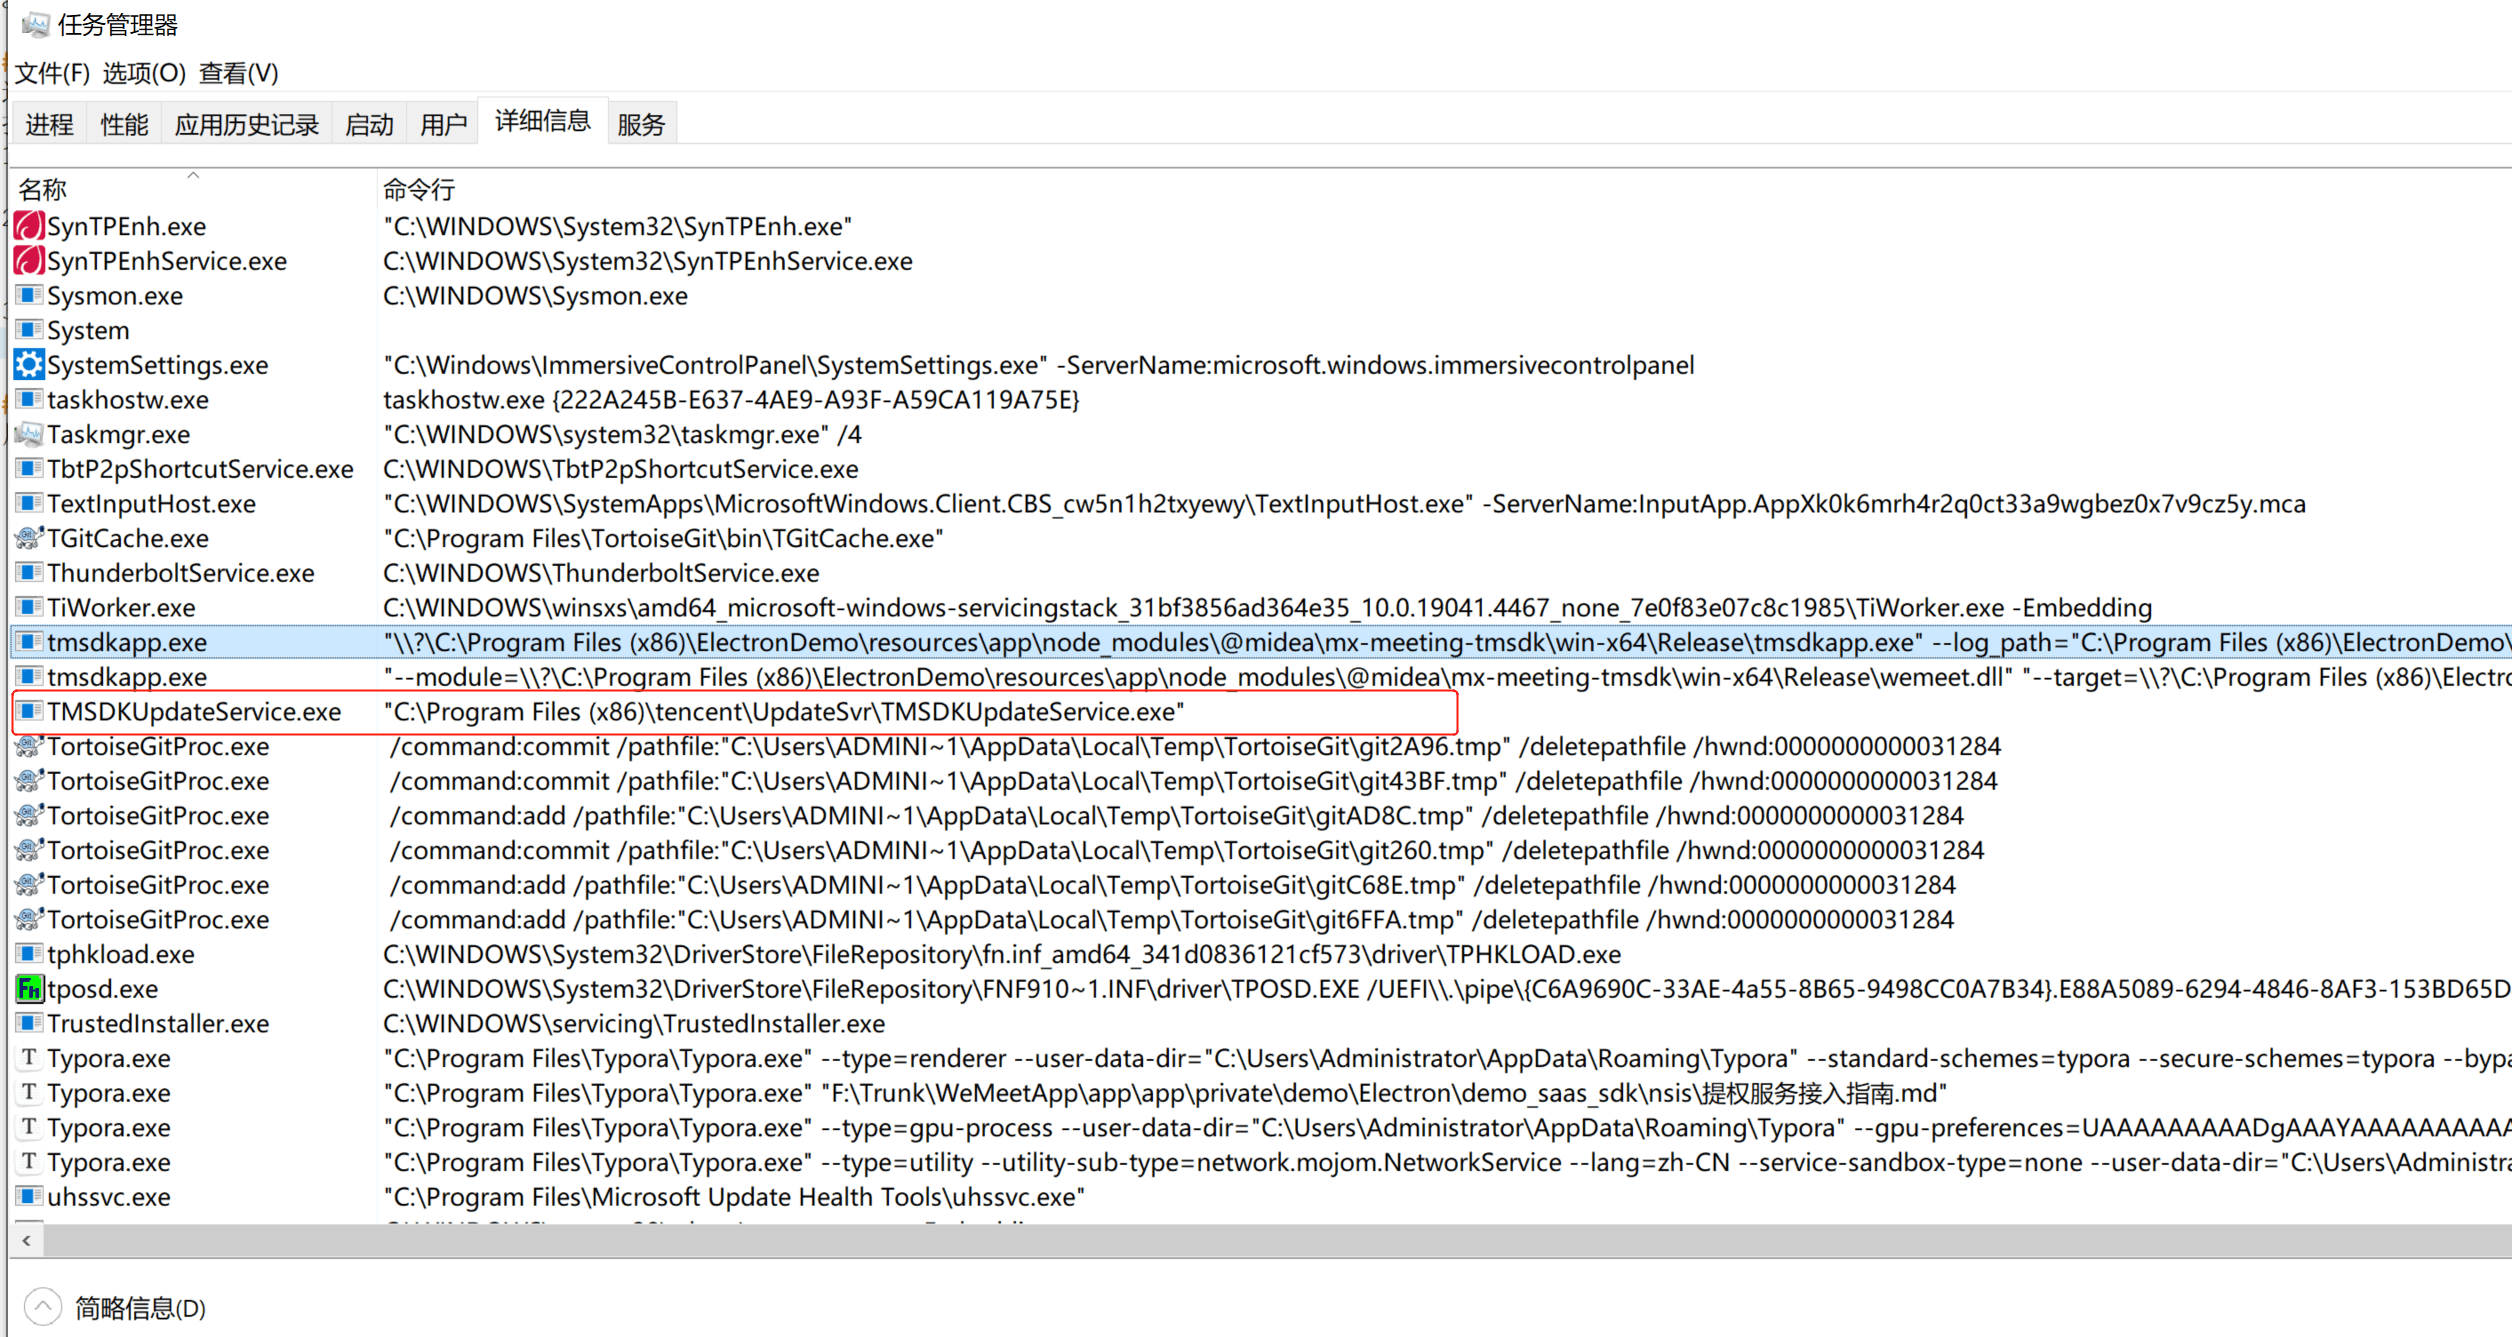 任务管理器
文件(F) 选项(O) 查看(V)
进程 性能 应用历史记录 启动 用户 详细信息 服务
名称 命令行
SynTPEnh.exe "C:\WINDOWS\System32\SynTPEnh.exe"
SynTPEnhService.exe C:\WINDOWS\System32\SynTPEnhService.exe
Sysmon.exe C:\WINDOWS\Sysmon.exe
System
SystemSettings.exe "C:\Windows\ImmersiveControlPanel\SystemSettings.exe" -ServerName:microsoft.windows.immersivecontrolpanel
taskhostw.exe taskhostw.exe {222A245B-E637-4AE9-A93F-A59CA119A75E}
Taskmgr.exe "C:\WINDOWS\system32\taskmgr.exe" /4
TbtP2pShortcutService.exe C:\WINDOWS\TbtP2pShortcutService.exe
TextInputHost.exe "C:\WINDOWS\SystemApps\MicrosoftWindows.Client.CBS_cw5n1h2txyewy\TextInputHost.exe" -ServerName:InputApp.AppXk0k6mrh4r2q0ct33a9wgbez0x7v9cz5y.mca
TGitCache.exe "C:\Program Files\TortoiseGit\bin\TGitCache.exe"
ThunderboltService.exe C:\WINDOWS\ThunderboltService.exe
TiWorker.exe C:\WINDOWS\winsxs\amd64_microsoft-windows-servicingstack_31bf3856ad364e35_10.0.19041.4467_none_7e0f83e07c8c1985\TiWorker.exe -Embedding
tmsdkapp.exe "\\?\C:\Program Files (x86)\ElectronDemo\resources\app\node_modules\@midea\mx-meeting-tmsdk\win-x64\Release\tmsdkapp.exe" --log_path="C:\Program Files (x86)\ElectronDemo\
tmsdkapp.exe "--module=\\?\C:\Program Files (x86)\ElectronDemo\resources\app\node_modules\@midea\mx-meeting-tmsdk\win-x64\Release\wemeet.dll" "--target=\\?\C:\Program Files (x86)\Electro
TMSDKUpdateService.exe "C:\Program Files (x86)\tencent\UpdateSvr\TMSDKUpdateService.exe"
TortoiseGitProc.exe /command:commit /pathfile:"C:\Users\ADMINI~1\AppData\Local\Temp\TortoiseGit\git2A96.tmp" /deletepathfile /hwnd:0000000000031284
TortoiseGitProc.exe /command:commit /pathfile:"C:\Users\ADMINI~1\AppData\Local\Temp\TortoiseGit\git43BF.tmp" /deletepathfile /hwnd:0000000000031284
TortoiseGitProc.exe /command:add /pathfile:"C:\Users\ADMINI~1\AppData\Local\Temp\TortoiseGit\gitAD8C.tmp" /deletepathfile /hwnd:0000000000031284
TortoiseGitProc.exe /command:commit /pathfile:"C:\Users\ADMINI~1\AppData\Local\Temp\TortoiseGit\git260.tmp" /deletepathfile /hwnd:0000000000031284
TortoiseGitProc.exe /command:add /pathfile:"C:\Users\ADMINI~1\AppData\Local\Temp\TortoiseGit\gitC68E.tmp" /deletepathfile /hwnd:0000000000031284
TortoiseGitProc.exe /command:add /pathfile:"C:\Users\ADMINI~1\AppData\Local\Temp\TortoiseGit\git6FFA.tmp" /deletepathfile /hwnd:0000000000031284
tphkload.exe C:\WINDOWS\System32\DriverStore\FileRepository\fn.inf_amd64_341d0836121cf573\driver\TPHKLOAD.exe
tposd.exe C:\WINDOWS\System32\DriverStore\FileRepository\FNF910~1.INF\driver\TPOSD.EXE /UEFI\\.\pipe\{C6A9690C-33AE-4a55-8B65-9498CC0A7B34}.E88A5089-6294-4846-8AF3-153BD65D
TrustedInstaller.exe C:\WINDOWS\servicing\TrustedInstaller.exe
Typora.exe "C:\Program Files\Typora\Typora.exe" --type=renderer --user-data-dir="C:\Users\Administrator\AppData\Roaming\Typora" --standard-schemes=typora --secure-schemes=typora --bypa
Typora.exe "C:\Program Files\Typora\Typora.exe" "F:\Trunk\WeMeetApp\app\app\private\demo\Electron\demo_saas_sdk\nsis\提权服务接入指南.md"
Typora.exe "C:\Program Files\Typora\Typora.exe" --type=gpu-process --user-data-dir="C:\Users\Administrator\AppData\Roaming\Typora" --gpu-preferences=UAAAAAAAAADgAAAYAAAAAAAAAA
Typora.exe "C:\Program Files\Typora\Typora.exe" --type=utility --utility-sub-type=network.mojom.NetworkService --lang=zh-CN --service-sandbox-type=none --user-data-dir="C:\Users\Administra
uhssvc.exe "C:\Program Files\Microsoft Update Health Tools\uhssvc.exe"
简略信息(D)